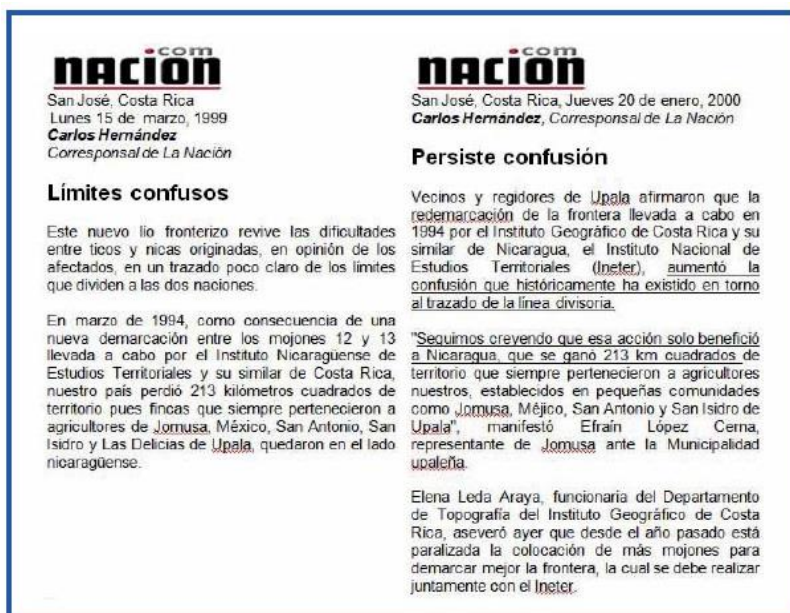 .com
nacion
San José, Costa Rica
Lunes 15 de marzo, 1999
Carlos Hernández
Corresponsal de La Nación
Límites confusos
Este nuevo lío fronterizo revive las dificultades
entre ticos y nicas originadas, en opinión de los
afectados, en un trazado poco claro de los límites
que dividen a las dos naciones.
En marzo de 1994, como consecuencia de una
nueva demarcación entre los mojones 12 y 13
llevada a cabo por el Instituto Nicaragüense de
Estudios Territoriales y su similar de Costa Rica,
nuestro país perdió 213 kilómetros cuadrados de
territorio pues fincas que siempre pertenecieron a
agricultores de Jomusa, México, San Antonio, San
Isidro y Las Delicias de Upala, quedaron en el lado
nicaragüense.
.com
nacion
San José, Costa Rica, Jueves 20 de enero, 2000
Carlos Hernández, Corresponsal de La Nación
Persiste confusión
Vecinos y regidores de Upala afirmaron que la
redemarcación de la frontera llevada a cabo en
1994 por el Instituto Geográfico de Costa Rica y su
similar de Nicaragua, el Instituto Nacional de
Estudios Territoriales (Ineter), aumentó la
confusión que históricamente ha existido en torno
al trazado de la línea divisoria.
"Seguimos creyendo que esa acción solo benefició
a Nicaragua, que se ganó 213 km cuadrados de
territorio que siempre pertenecieron a agricultores
nuestros, establecidos en pequeñas comunidades
como Jomusa, Méjico, San Antonio y San Isidro de
Upala", manifestó Efraín López Cerna,
representante de Jomusa ante la Municipalidad
upaleña.
Elena Leda Araya, funcionaria del Departamento
de Topografía del Instituto Geográfico de Costa
Rica, aseveró ayer que desde el año pasado está
paralizada la colocación de más mojones para
demarcar mejor la frontera, la cual se debe realizar
juntamente con el Ineter.